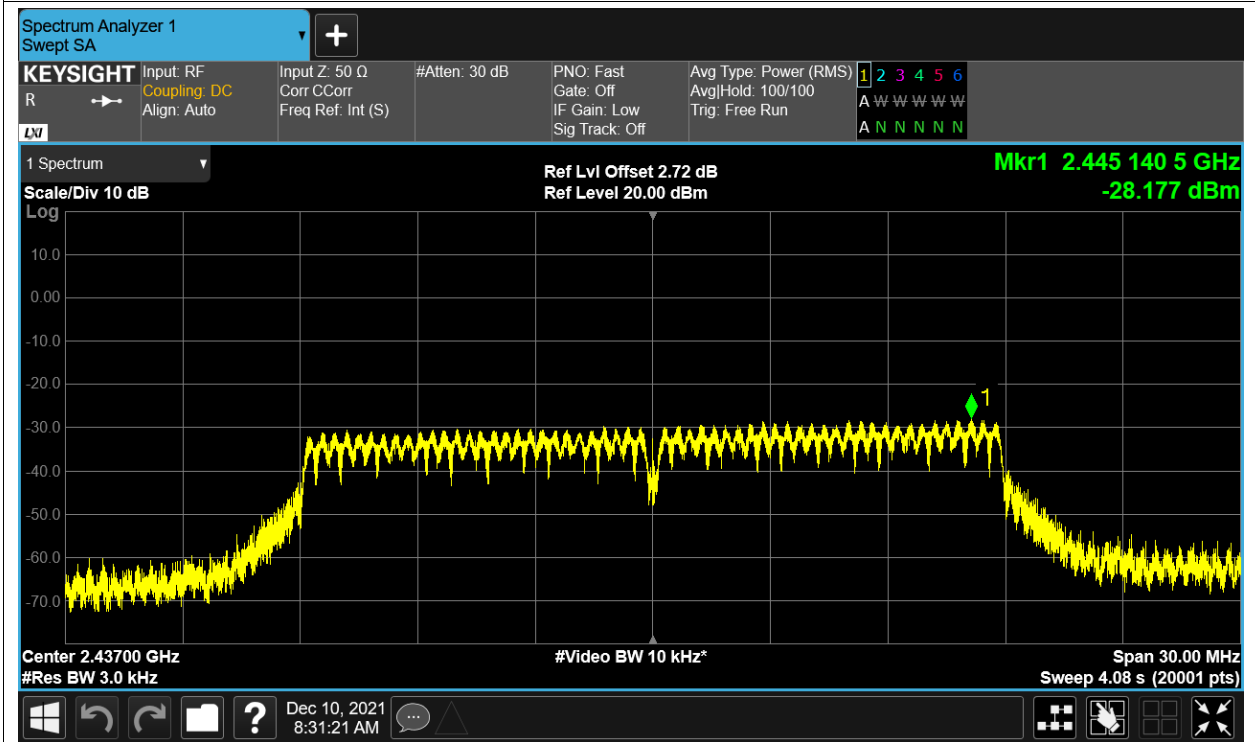 Spectrum Analyzer 1
Swept SA
+
KEYSIGHT
R
LXI
Input: RF
Coupling: DC
Align: Auto
Input Z: 50 Ω
Corr CCorr
Freq Ref: Int (S)
#Atten: 30 dB
PNO: Fast
Gate: Off
IF Gain: Low
Sig Track: Off
Avg Type: Power (RMS)
Avg|Hold: 100/100
Trig: Free Run
1 2 3 4 5 6
A W W W W W
A N N N N N
1 Spectrum
Scale/Div 10 dB
Log
Ref Lvl Offset 2.72 dB
Ref Level 20.00 dBm
Mkr1 2.445 140 5 GHz
-28.177 dBm
10.0
0.00
-10.0
-20.0
-30.0
-40.0
-50.0
-60.0
-70.0
1
Center 2.43700 GHz
#Res BW 3.0 kHz
#Video BW 10 kHz*
Span 30.00 MHz
Sweep 4.08 s (20001 pts)
?
Dec 10, 2021
8:31:21 AM